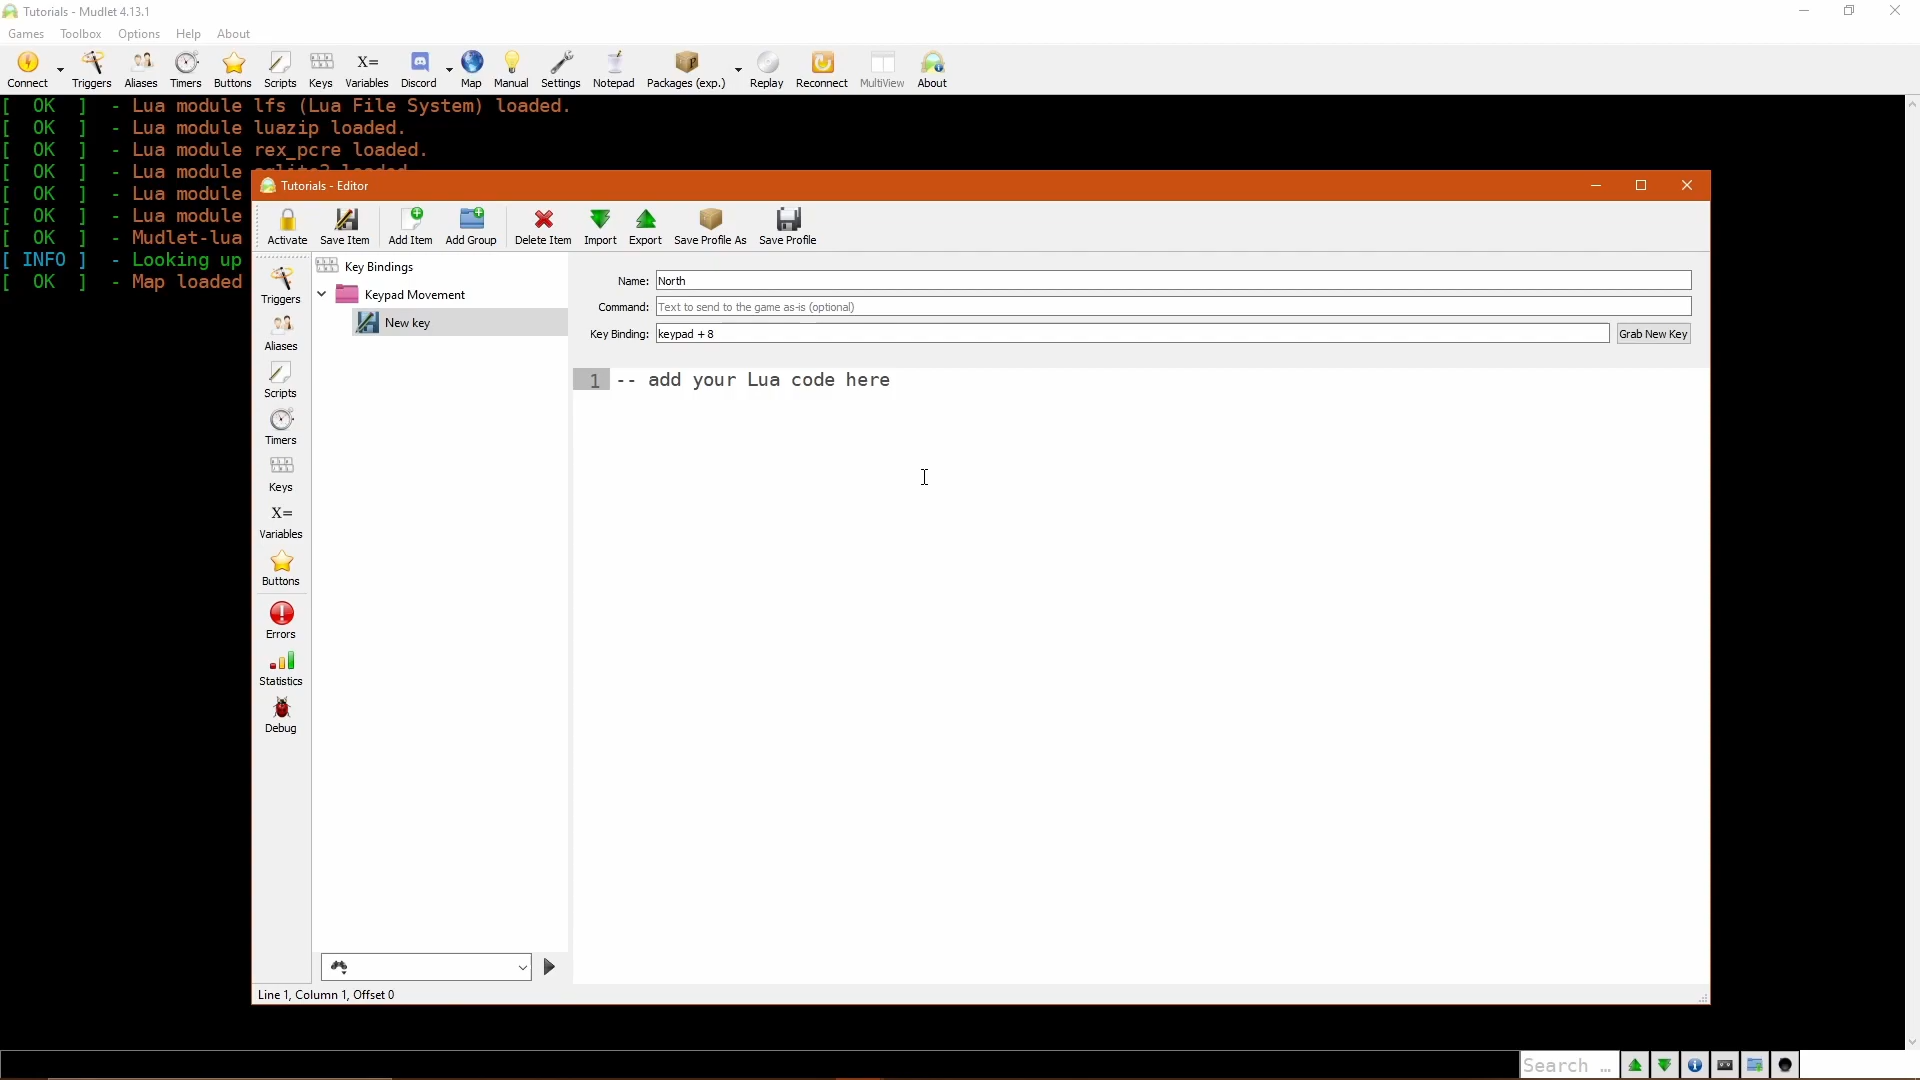 Tutorials - Mudlet 4.13.1
Games Toolbox Options Help About
Connect Triggers Aliases Timers Buttons Scripts Keys Variables Discord Map Manual Settings Notepad Packages (exp.) Replay Reconnect MultiView About
[ OK ] - Lua module lfs (Lua File System) loaded.
[ OK ] - Lua module luazip loaded.
[ OK ] - Lua module rex_pcre loaded.
[ OK ] - Lua module sqlite3 loaded
[ OK ] - Lua module
[ OK ] - Lua module
[ OK ] - Mudlet-lua
[ INFO ] - Looking up
[ OK ] - Map loaded
Tutorials - Editor
Activate Save Item Add Item Add Group Delete Item Import Export Save Profile As Save Profile
Triggers
Aliases
Scripts
Timers
Keys
X=
Variables
Buttons
Errors
Statistics
Debug
Key Bindings
Keypad Movement
New key
Name: North
Command: Text to send to the game as-is (optional)
Key Binding: keypad +8 Grab New Key
1 -- add your Lua code here
Line 1, Column 1, Offset 0
Search ...